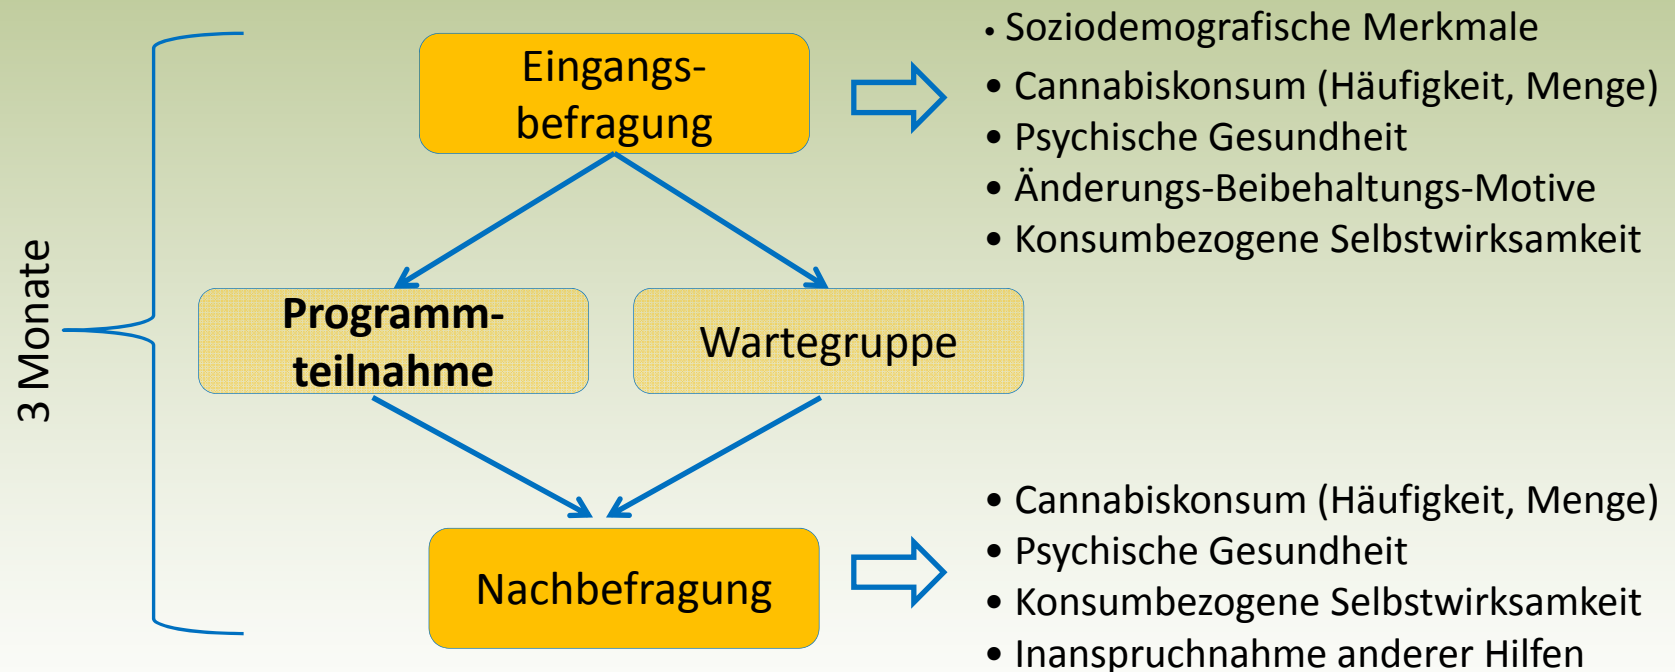 3 Monate
Eingangs-
befragung
• Soziodemografische Merkmale
• Cannabiskonsum (Häufigkeit, Menge)
• Psychische Gesundheit
• Änderungs-Beibehaltungs-Motive
• Konsumbezogene Selbstwirksamkeit
Programm-
teilnahme
Wartegruppe
Nachbefragung
• Cannabiskonsum (Häufigkeit, Menge)
• Psychische Gesundheit
• Konsumbezogene Selbstwirksamkeit
• Inanspruchnahme anderer Hilfen